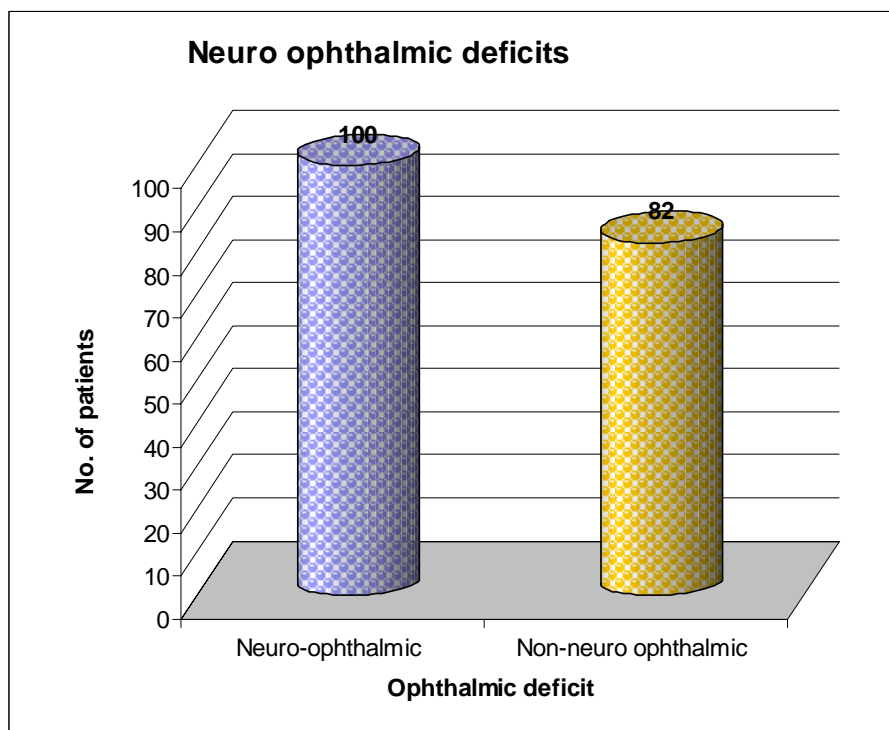 Neuro ophthalmic deficits
100
82
100
90
80
70
60
50
40
30
20
10
0
No. of patients
Neuro-ophthalmic
Non-neuro ophthalmic
Ophthalmic deficit